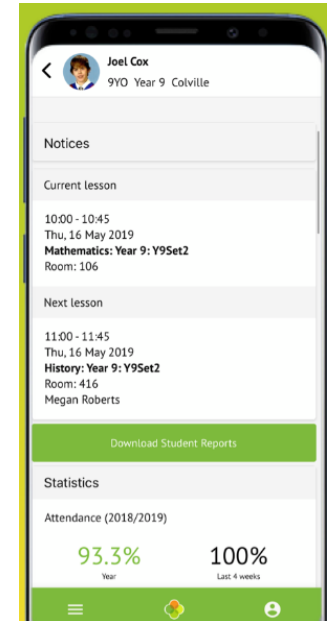 Joel Cox
9YO Year 9 Colville
Notices
Current lesson
10:00 - 10:45
Thu, 16 May 2019
Mathematics: Year 9: Y9Set2
Room: 106
Next lesson
11:00 - 11:45
Thu, 16 May 2019
History: Year 9: Y9Set2
Room: 416
Megan Roberts
Download Student Reports
Statistics
Attendance (2018/2019)
93.3% 100%
Year Last 4 weeks